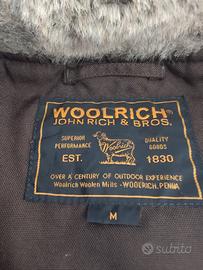 WOOLRICH®
JOHN RICH & BROS.
SUPERIOR PERFORMANCE
Woolrich
QUALITY GOODS
EST. 1830
OVER A CENTURY OF OUTDOOR EXPERIENCE
Woolrich Woolen Mills - WOOLRICH, PENNA
M
subito